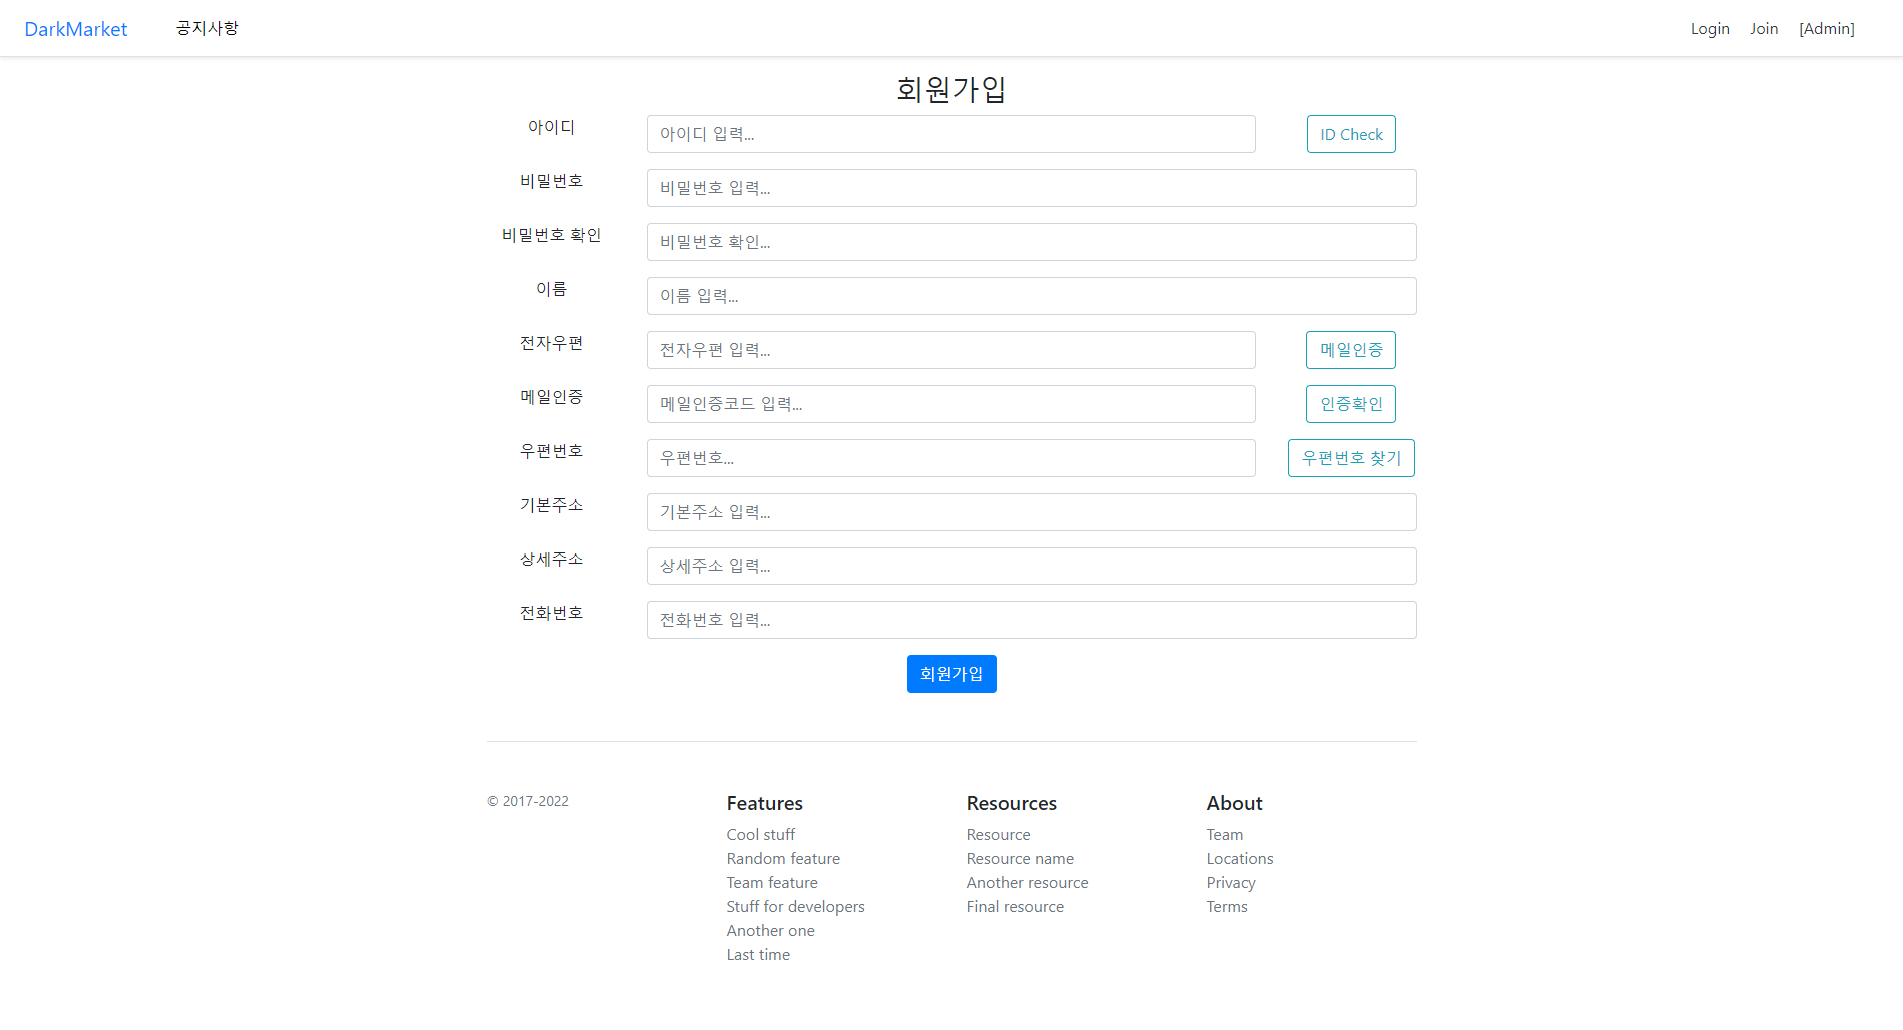 DarkMarket 공지사항 Login Join [Admin]
회원가입
아이디 아이디 입력... ID Check
비밀번호 비밀번호 입력...
비밀번호 확인 비밀번호 확인...
이름 이름 입력...
전자우편 전자우편 입력... 메일인증
메일인증 메일인증코드 입력... 인증확인
우편번호 우편번호... 우편번호 찾기
기본주소 기본주소 입력...
상세주소 상세주소 입력...
전화번호 전화번호 입력...
회원가입
© 2017-2022
Features
Cool stuff
Random feature
Team feature
Stuff for developers
Another one
Last time
Resources
Resource
Resource name
Another resource
Final resource
About
Team
Locations
Privacy
Terms